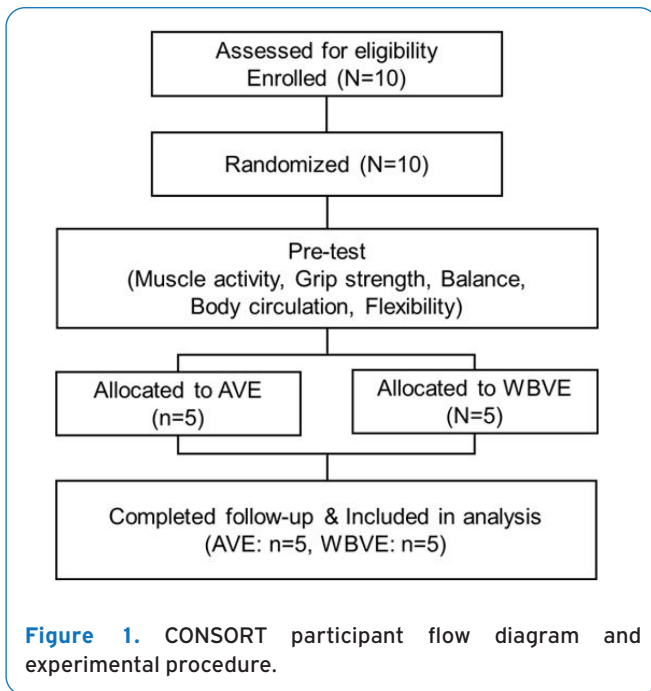 Assessed for eligibility
Enrolled (N=10)
Randomized (N=10)
Pre-test
(Muscle activity, Grip strength, Balance,
Body circulation, Flexibility)
Allocated to AVE
(n=5)
Allocated to WBVE
(N=5)
Completed follow-up & Included in analysis
(AVE: n=5, WBVE: n=5)
Figure 1. CONSORT participant flow diagram and
experimental procedure.